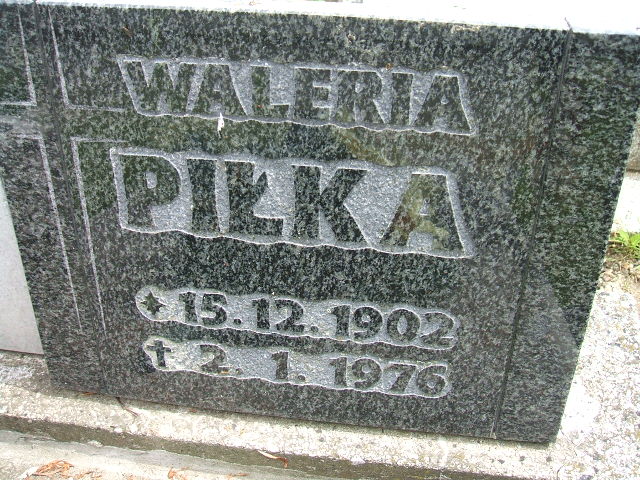 WALERIA
PIŁKA
★ 15.12.1902
✝ 2.1.1976